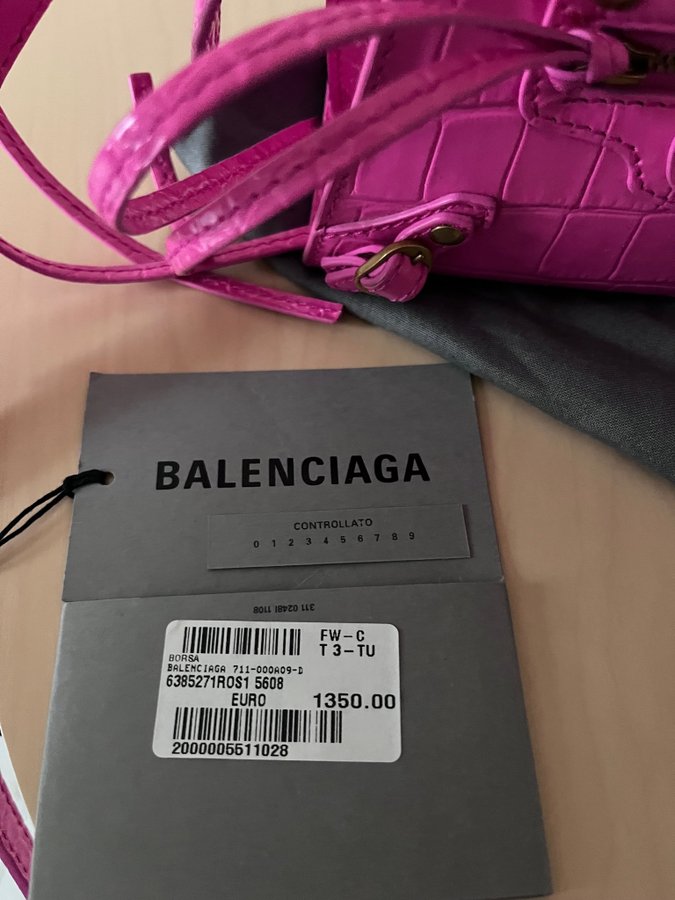 BALENCIAGA
CONTROLLATO
0 1 2 3 4 5 6 7 8 9
311 0248I 1108
FW-C
T 3-TU
BORSA
BALENCIAGA 711-000A09-D
6385271ROS1 5608
EURO 1350.00
2000005511028